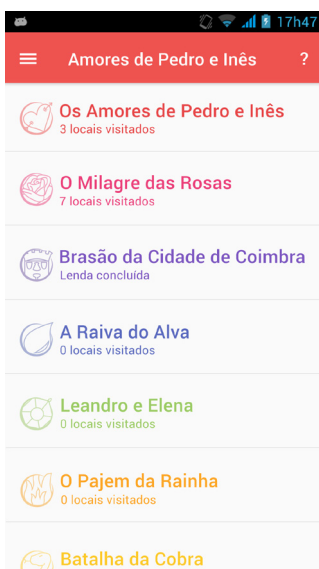 17h47
Amores de Pedro e Inês ?
Os Amores de Pedro e Inês
3 locais visitados
O Milagre das Rosas
7 locais visitados
Brasão da Cidade de Coimbra
Lenda concluída
A Raiva do Alva
0 locais visitados
Leandro e Elena
0 locais visitados
O Pajem da Rainha
0 locais visitados
Batalha da Cobra